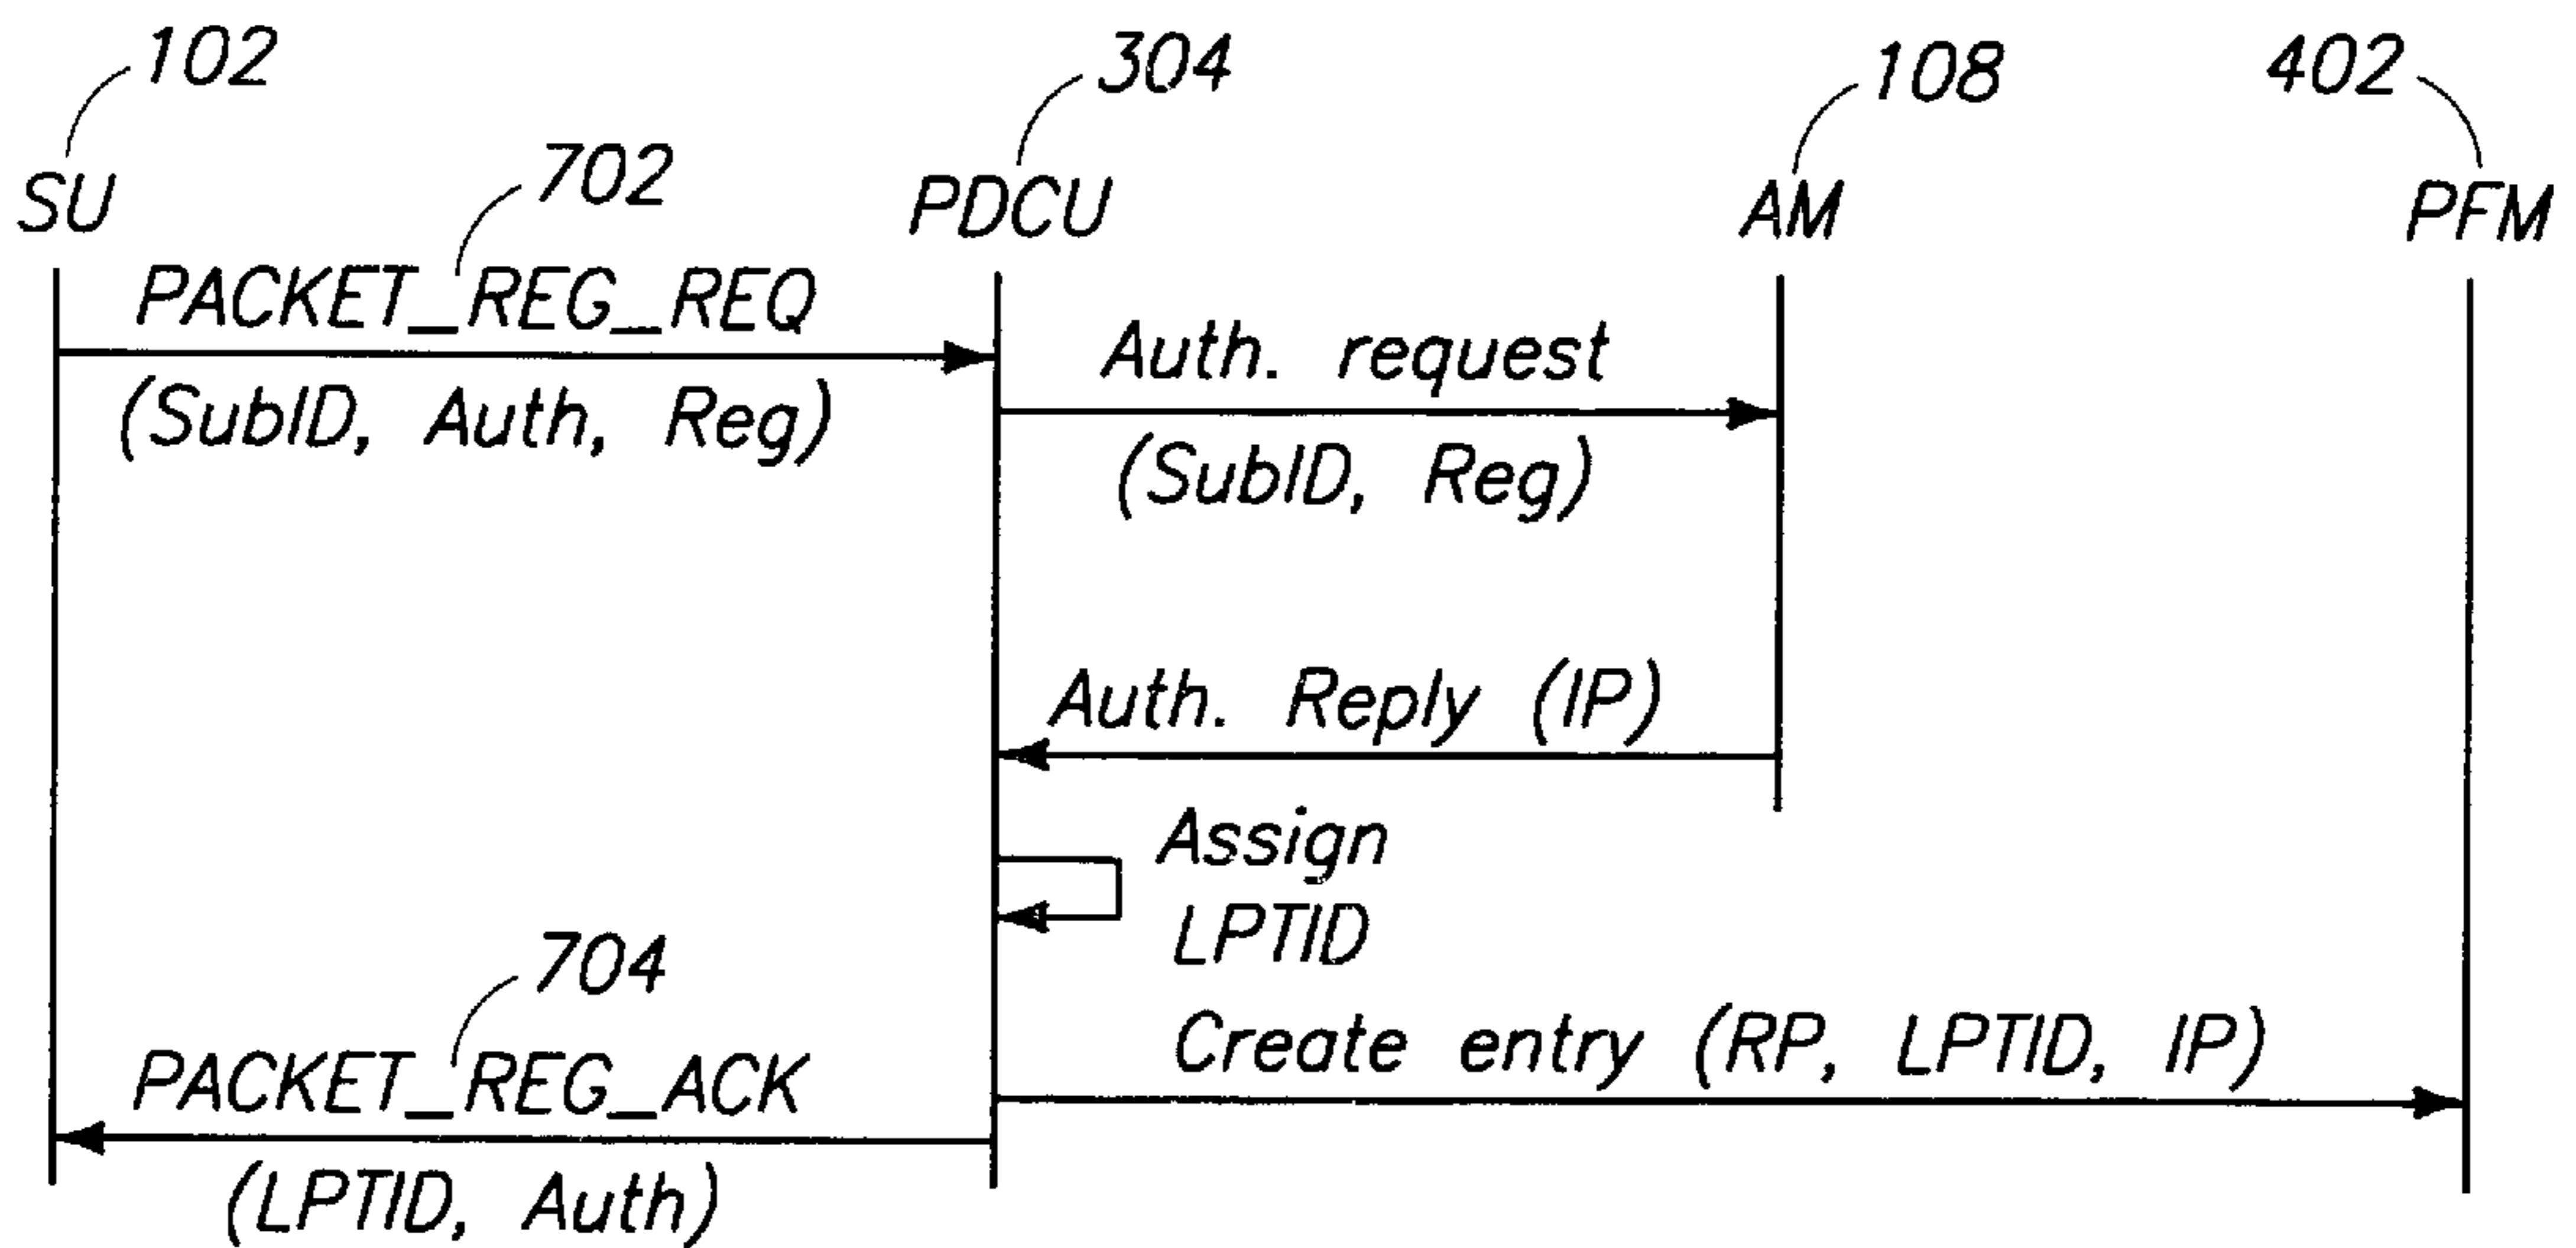 102
304
108
402
702
SU
PDCU
AM
PFM
PACKET_REG_REQ
(SubID, Auth, Reg)
Auth. request
(SubID, Reg)
Auth. Reply (IP)
Assign
LPTID
704
Create entry (RP, LPTID, IP)
PACKET_REG_ACK
(LPTID, Auth)